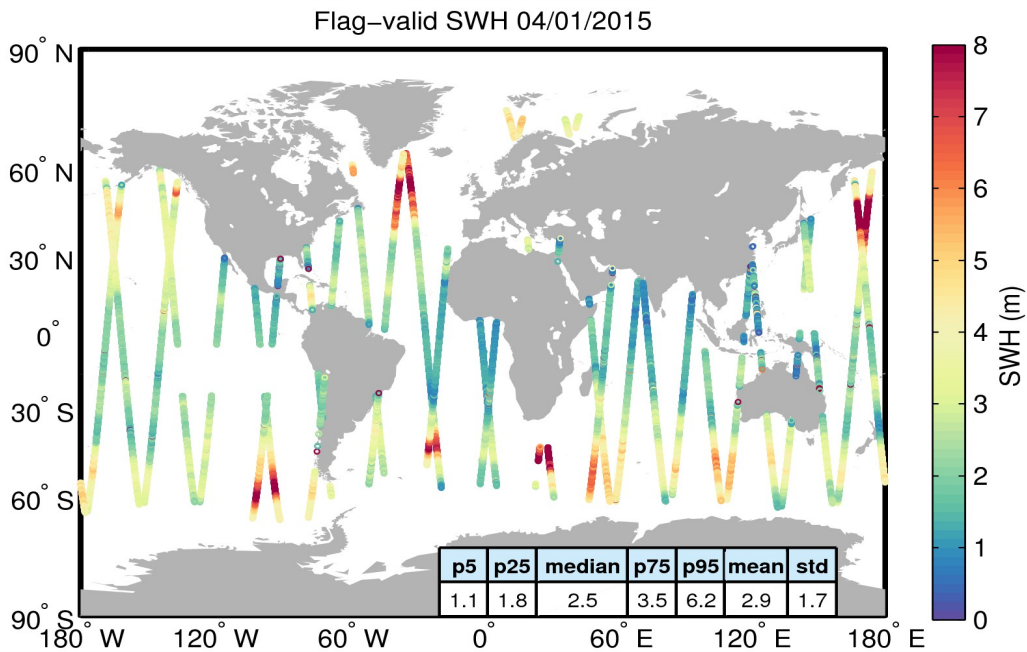 Flag−valid SWH 04/01/2015
90° N
60° N
30° N
0°
30° S
60° S
90° S
180° W
120° W
60° W
0°
60° E
120° E
180° E
8
7
6
5
4
3
2
1
0
SWH (m)
p5 p25 median p75 p95 mean std
1.1 1.8 2.5 3.5 6.2 2.9 1.7